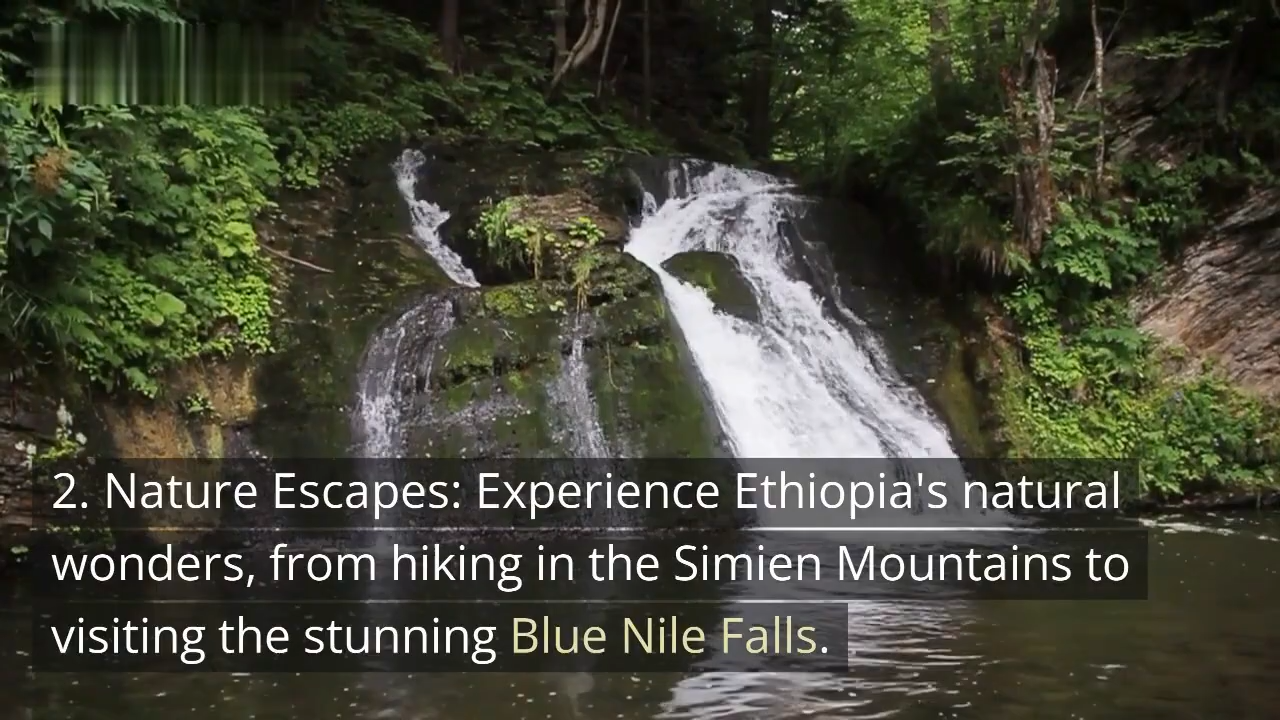 2. Nature Escapes: Experience Ethiopia's natural
wonders, from hiking in the Simien Mountains to
visiting the stunning Blue Nile Falls.